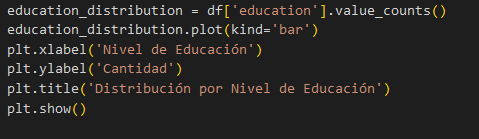 education_distribution = df['education'].value_counts()
education_distribution.plot(kind='bar')
plt.xlabel('Nivel de Educación')
plt.ylabel('Cantidad')
plt.title('Distribución por Nivel de Educación')
plt.show()